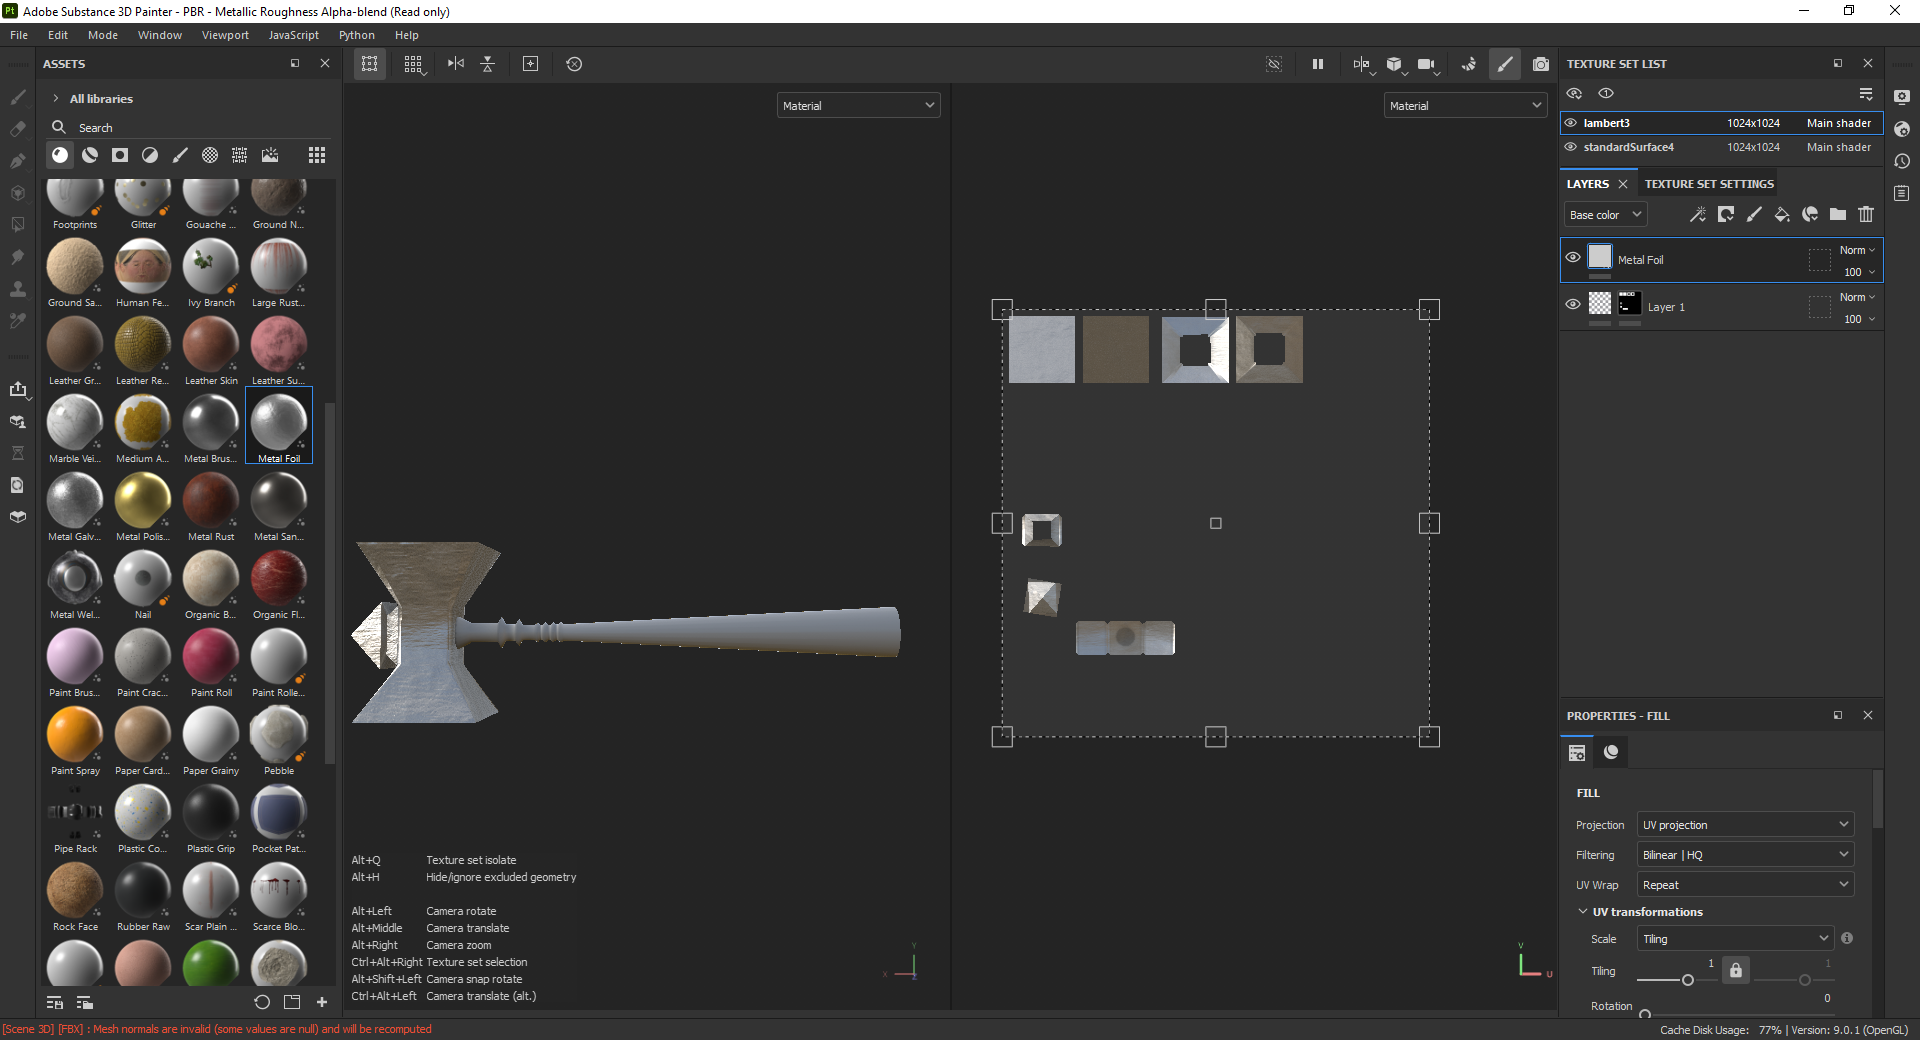 Pt Adobe Substance 3D Painter - PBR - Metallic Roughness Alpha-blend (Read only)
File Edit Mode Window Viewport JavaScript Python Help
ASSETS
All libraries
Search
Footprints Glitter Gouache ... Ground N...
Ground Sa... Human Fe... Ivy Branch Large Rust...
Leather Gr... Leather Re... Leather Skin Leather Su...
Marble Vei... Medium A... Metal Brus... Metal Foil
Metal Galv... Metal Polis... Metal Rust Metal San...
Metal Wel... Nail Organic B... Organic Fl...
Paint Brus... Paint Crac... Paint Roll Paint Rolle...
Paint Spray Paper Card... Paper Grainy Pebble
Pipe Rack Plastic Co... Plastic Grip Pocket Pat...
Rock Face Rubber Raw Scar Plain ... Scarce Blo...
Material
Material
Alt+Q Texture set isolate
Alt+H Hide/ignore excluded geometry
Alt+Left Camera rotate
Alt+Middle Camera translate
Alt+Right Camera zoom
Ctrl+Alt+Right Texture set selection
Alt+Shift+Left Camera snap rotate
Ctrl+Alt+Left Camera translate (alt.)
Y
X
Z
V
U
TEXTURE SET LIST
lambert3 1024x1024 Main shader
standardSurface4 1024x1024 Main shader
LAYERS TEXTURE SET SETTINGS
Base color
Metal Foil Norm
100
Layer 1 Norm
100
PROPERTIES - FILL
FILL
Projection UV projection
Filtering Bilinear | HQ
UV Wrap Repeat
UV transformations
Scale Tiling
Tiling 1 1
Rotation 0
[Scene 3D] [FBX] : Mesh normals are invalid (some values are null) and will be recomputed
Cache Disk Usage: 77% | Version: 9.0.1 (OpenGL)